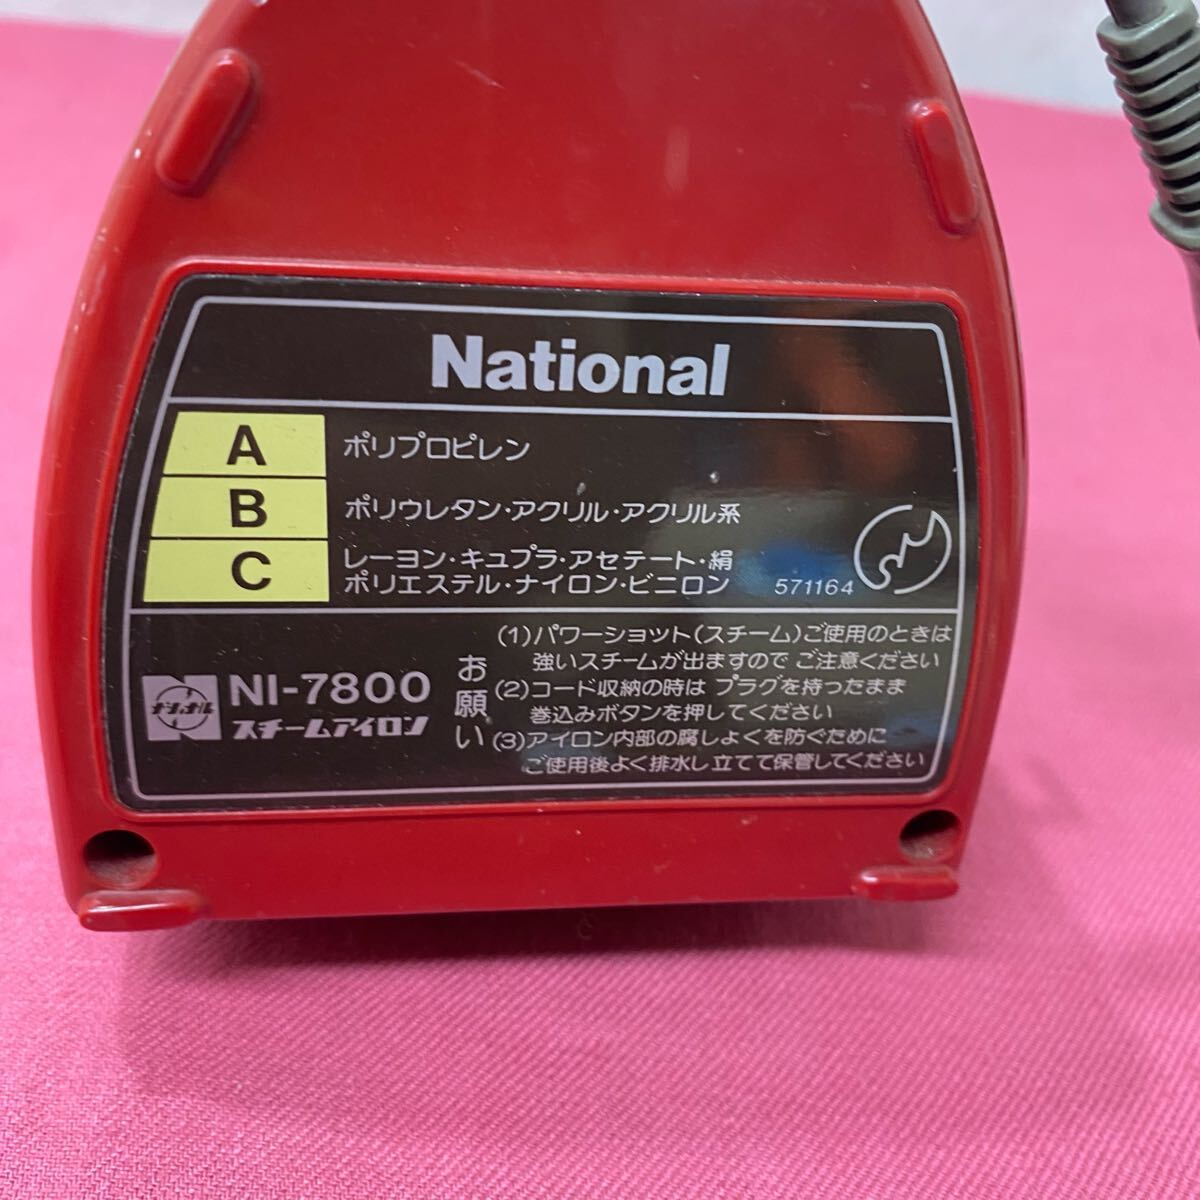 National
A ポリプロピレン
B ポリウレタン・アクリル・アクリル系
C レーヨン・キュプラ・アセテート・絹
ポリエステル・ナイロン・ビニロン 571164
ナショナル
NI-7800
スチームアイロン
お願い
(1)パワーショット(スチーム)ご使用のときは
強いスチームが出ますので ご注意ください
(2)コード収納の時は プラグを持ったまま
巻込みボタンを押してください
(3)アイロン内部の腐しょくを防ぐために
ご使用後よく排水し立てて保管してください